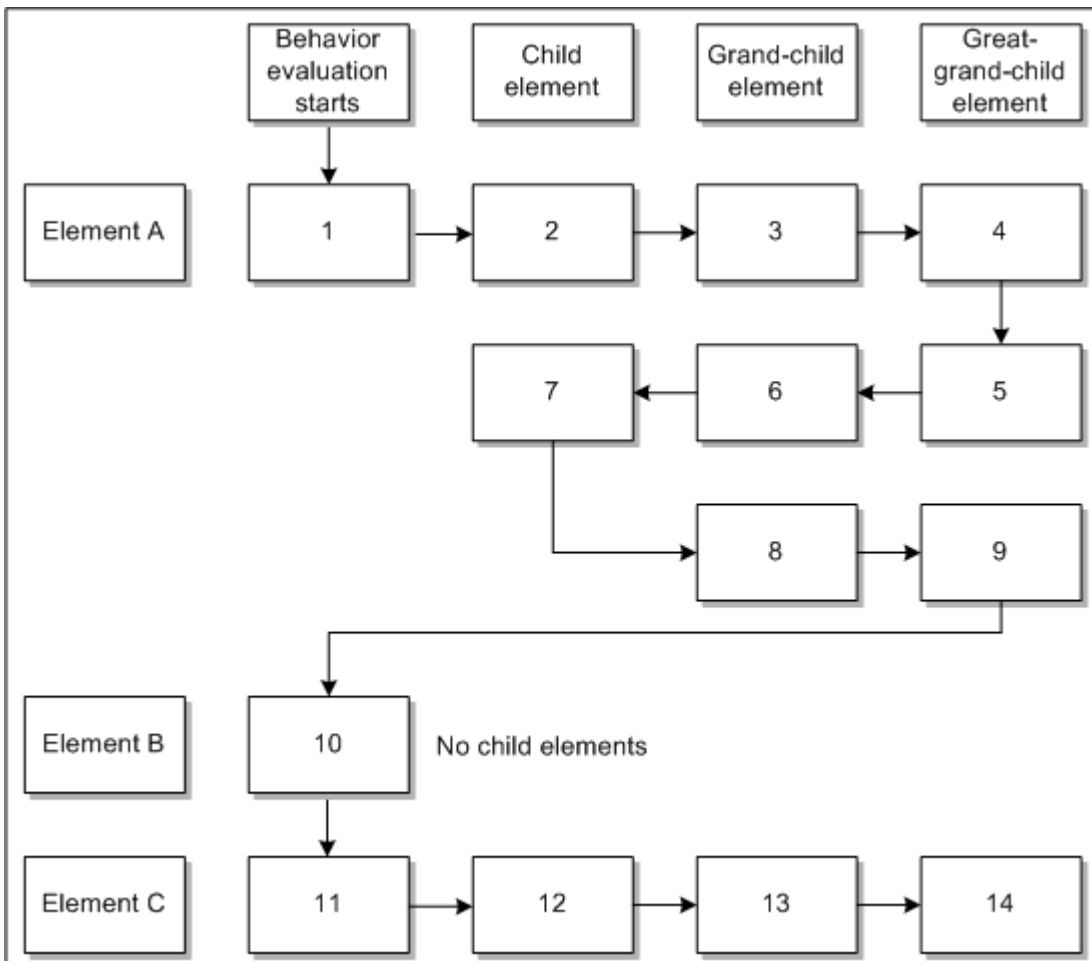 Behavior
evaluation
starts
Child
element
Grand-child
element
Great-
grand-child
element
Element A
1
2
3
4
7
6
5
8
9
Element B
10
No child elements
Element C
11
12
13
14